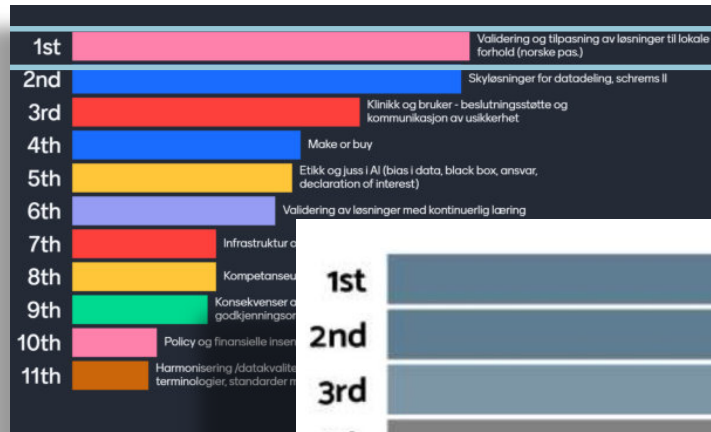 1st
Validering og tilpasning av løsninger til lokale
forhold (norske pas.)
2nd
Skyløsninger for datadeling, schrems II
3rd
Klinikk og bruker - beslutningsstøtte og
kommunikasjon av usikkerhet
4th
Make or buy
5th
Etikk og juss i AI (bias i data, black box, ansvar,
declaration of interest)
6th
Validering av løsninger med kontinuerlig læring
7th
Infrastruktur
8th
9th
Konsekvenser
10th
Policy og finansielle
11th
Harmonisering
terminologier, standarder
1st
2nd
3rd